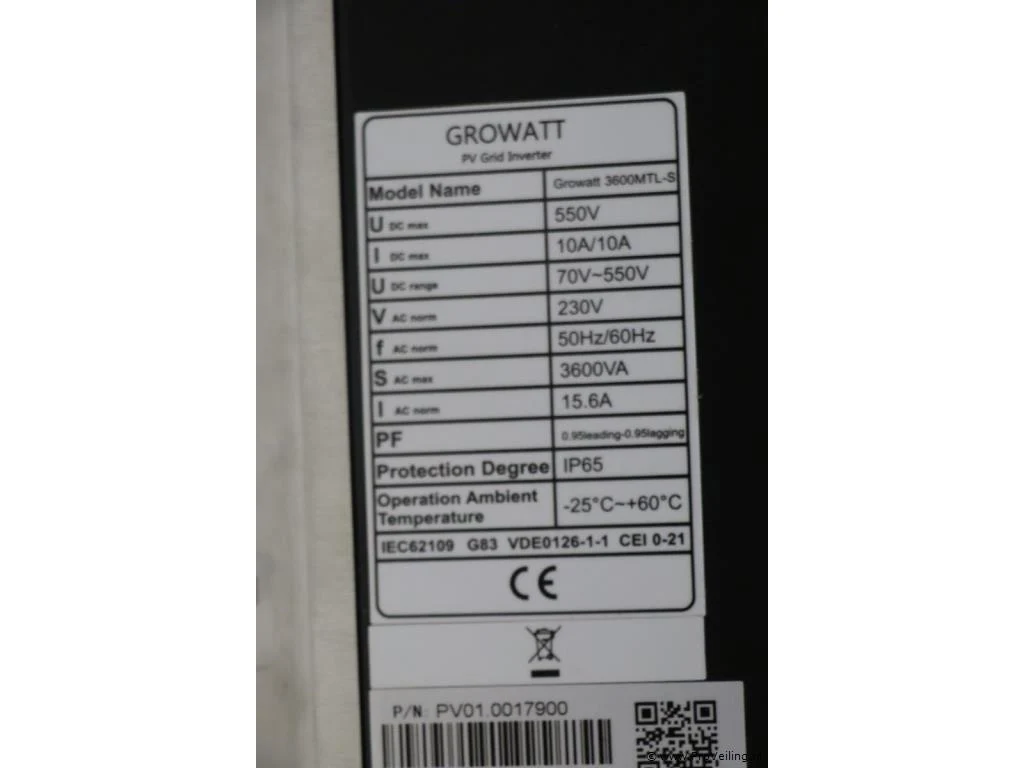 GROWATT
PV Grid Inverter
Model Name Growatt 3600MTL-S
U DC max 550V
I DC max 10A/10A
U DC range 70V~550V
V AC norm 230V
f AC norm 50Hz/60Hz
S AC max 3600VA
I AC norm 15.6A
PF 0.95leading-0.95lagging
Protection Degree IP65
Operation Ambient
Temperature -25°C~+60°C
IEC62109 G83 VDE0126-1-1 CEI 0-21
CE
P/N: PV01.0017900